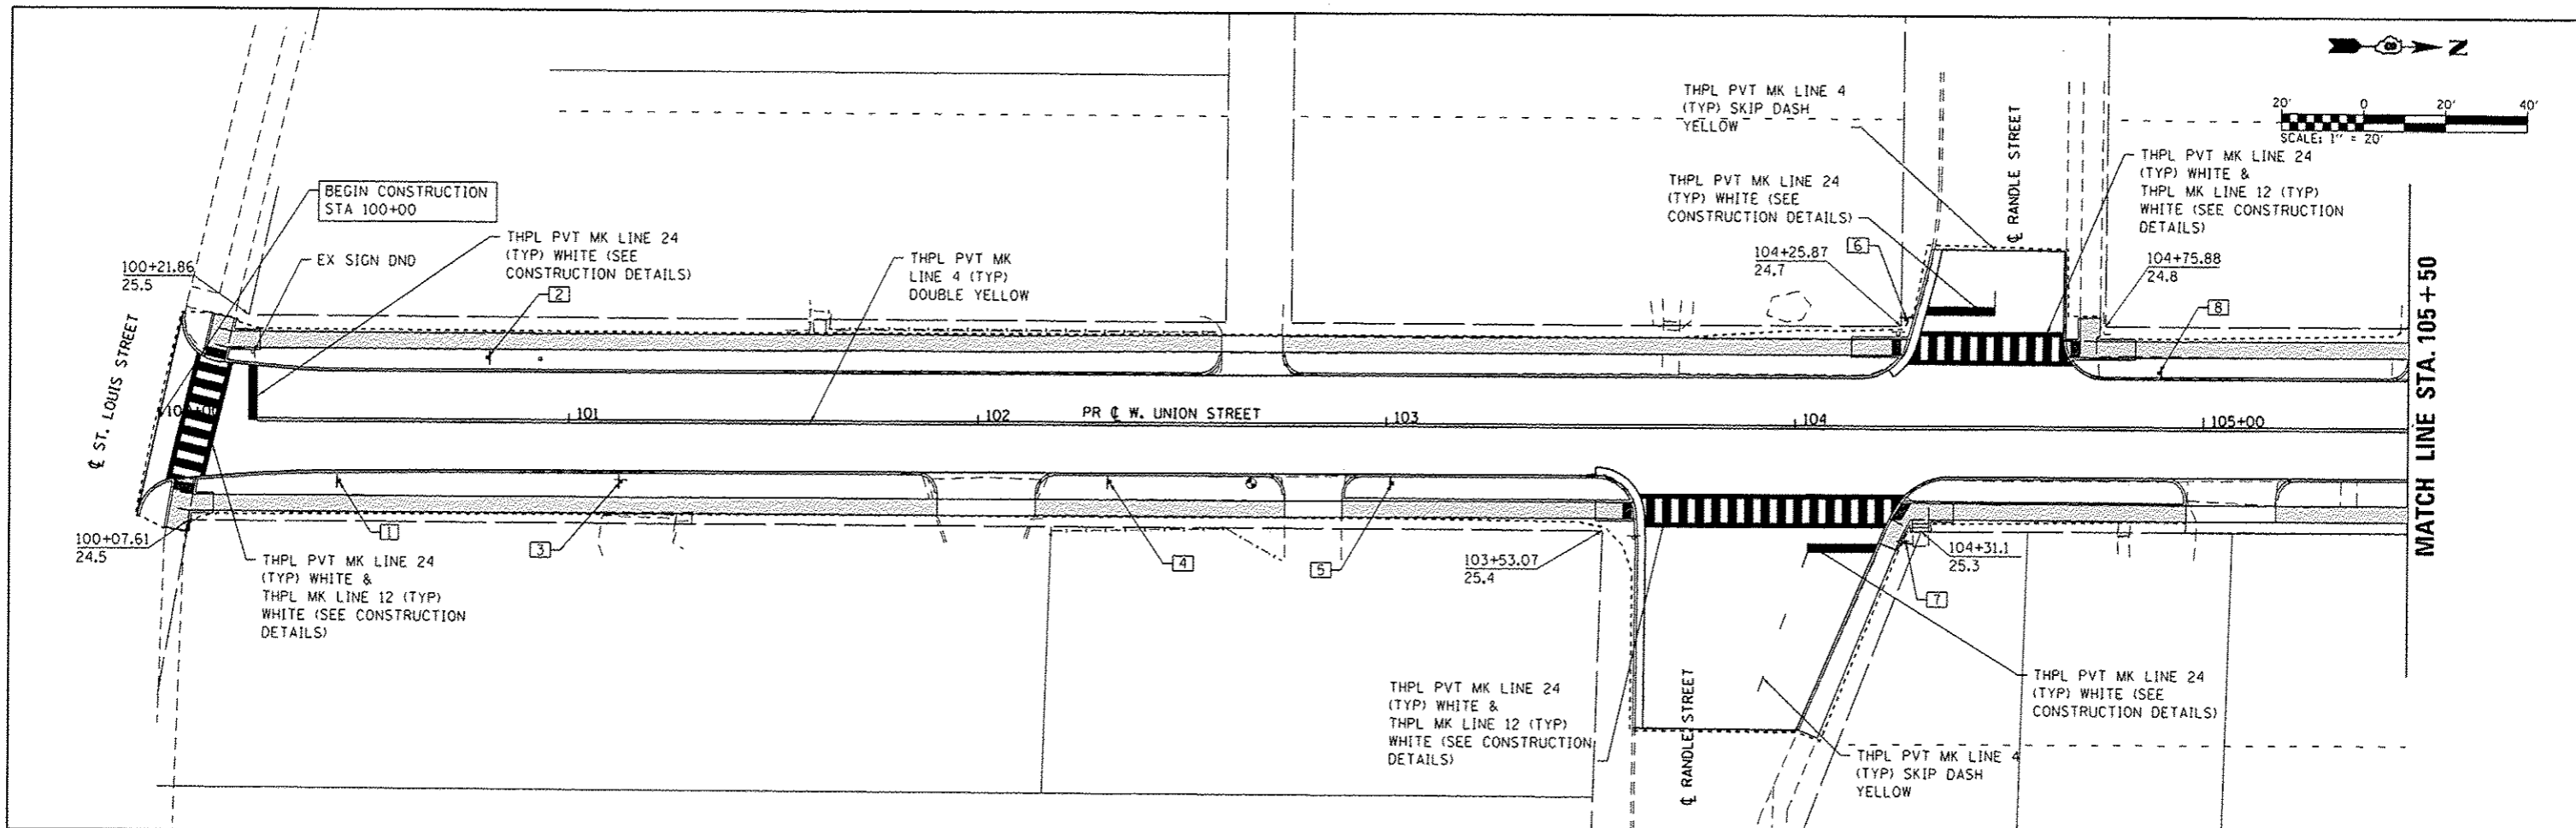 N
20' 0 20' 40'
SCALE: 1" = 20'
THPL PVT MK LINE 4
(TYP) SKIP DASH
YELLOW
℄ RANDLE STREET
THPL PVT MK LINE 24
(TYP) WHITE &
THPL MK LINE 12 (TYP)
WHITE (SEE CONSTRUCTION
DETAILS)
THPL PVT MK LINE 24
(TYP) WHITE (SEE
CONSTRUCTION DETAILS)
BEGIN CONSTRUCTION
STA 100+00
EX SIGN DND
THPL PVT MK LINE 24
(TYP) WHITE (SEE
CONSTRUCTION DETAILS)
2
THPL PVT MK
LINE 4 (TYP)
DOUBLE YELLOW
100+21.86
25.5
104+25.87
24.7
6
104+75.88
24.8
8
℄ ST. LOUIS STREET
101
102
PR ℄ W. UNION STREET
103
104
105+00
MATCH LINE STA. 105+50
100+07.61
24.5
1
3
4
5
103+53.07
25.4
104+31.1
25.3
7
THPL PVT MK LINE 24
(TYP) WHITE &
THPL MK LINE 12 (TYP)
WHITE (SEE CONSTRUCTION
DETAILS)
THPL PVT MK LINE 24
(TYP) WHITE &
THPL MK LINE 12 (TYP)
WHITE (SEE CONSTRUCTION
DETAILS)
℄ RANDLE STREET
THPL PVT MK LINE 24
(TYP) WHITE (SEE
CONSTRUCTION DETAILS)
THPL PVT MK LINE 4
(TYP) SKIP DASH
YELLOW